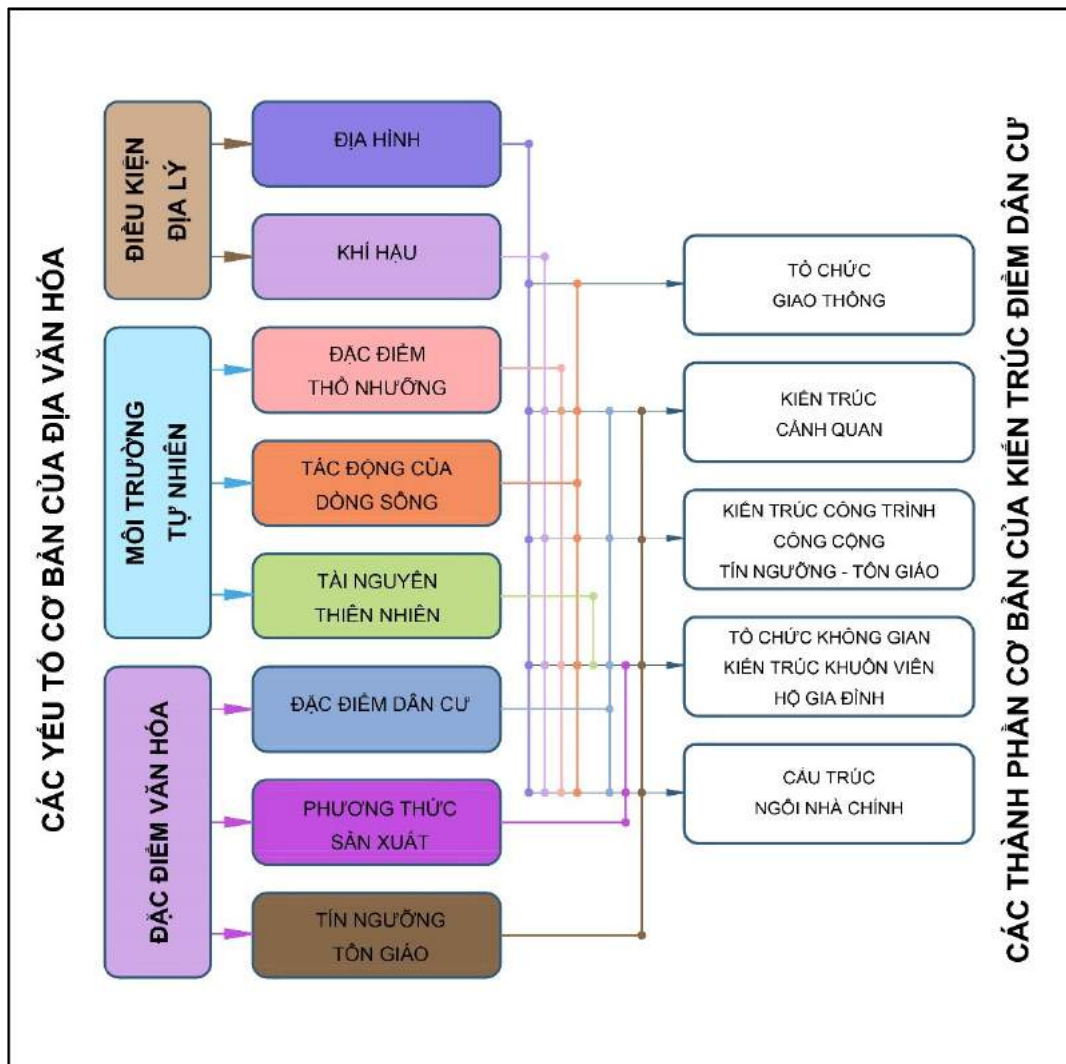 CÁC YẾU TÓ CƠ BẢN CỦA ĐỊA VĂN HÓA
ĐIỀU KIỆN
ĐỊA LÝ
ĐỊA HÌNH
KHÍ HẬU
MÔI TRƯỜNG
TỰ NHIÊN
ĐẶC ĐIỂM
THỔ NHƯỠNG
TÁC ĐỘNG CỦA
DÒNG SÔNG
TÀI NGUYÊN
THIÊN NHIÊN
ĐẶC ĐIỂM VĂN HÓA
ĐẶC ĐIỂM DÂN CƯ
PHƯƠNG THỨC
SẢN XUẤT
TÍN NGƯỠNG
TÔN GIÁO
TỔ CHỨC
GIAO THÔNG
KIẾN TRÚC
CẢNH QUAN
KIẾN TRÚC CÔNG TRÌNH
CÔNG CỘNG
TÍN NGƯỠNG - TÔN GIÁO
TỔ CHỨC KHÔNG GIAN
KIẾN TRÚC KHUÔN VIÊN
HỘ GIA ĐÌNH
CẤU TRÚC
NGÔI NHÀ CHÍNH
CÁC THÀNH PHẦN CƠ BẢN CỦA KIẾN TRÚC ĐIỂM DÂN CƯ